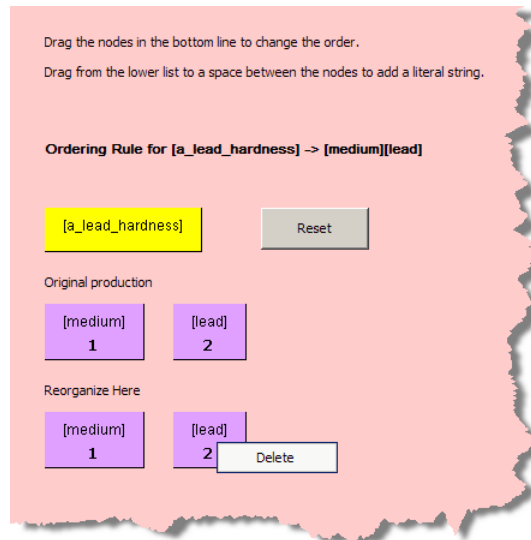 Drag the nodes in the bottom line to change the order.
Drag from the lower list to a space between the nodes to add a literal string.
Ordering Rule for [a_lead_hardness] -> [medium][lead]
[a_lead_hardness]
Reset
Original production
[medium]
1
[lead]
2
Reorganize Here
[medium]
1
[lead]
2
Delete